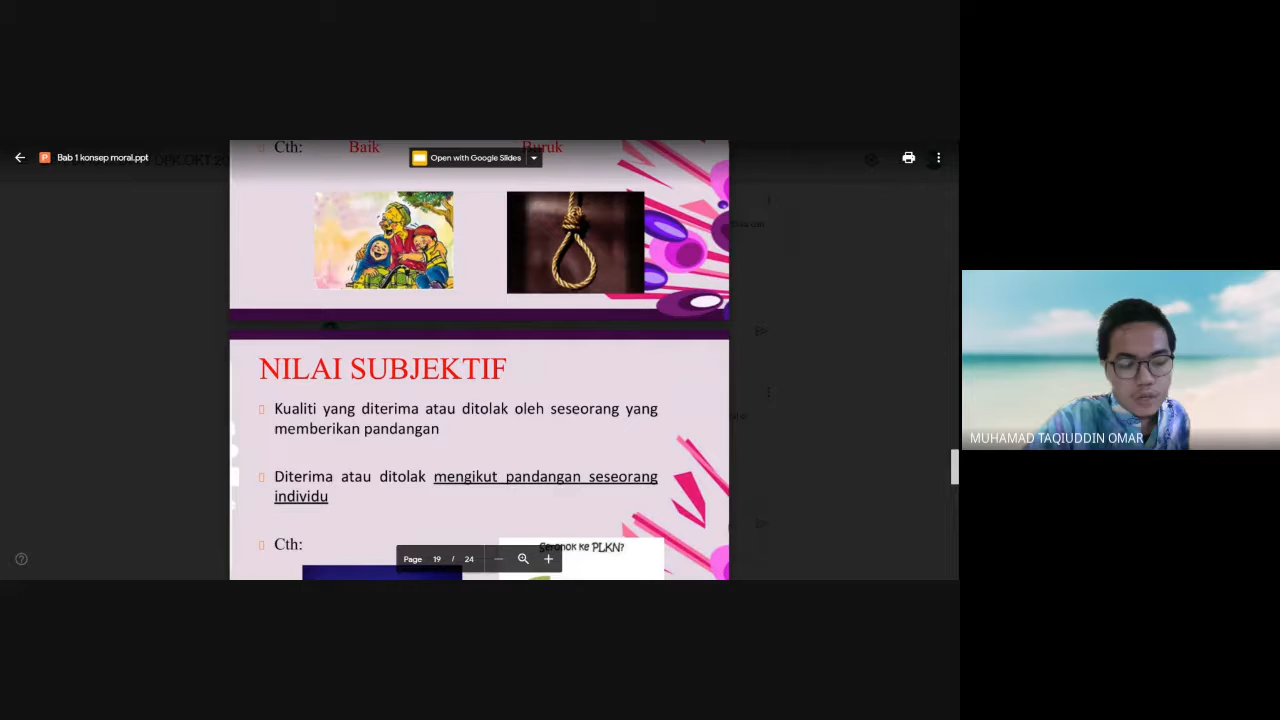 Bab 1 konsep moral.ppt
Open with Google Slides
Cth: Baik Buruk
NILAI SUBJEKTIF
Kualiti yang diterima atau ditolak oleh seseorang yang
memberikan pandangan
Diterima atau ditolak mengikut pandangan seseorang
individu
Cth:
Seronok ke PLKN?
Page 19 / 24
MUHAMAD TAQIUDDIN OMAR